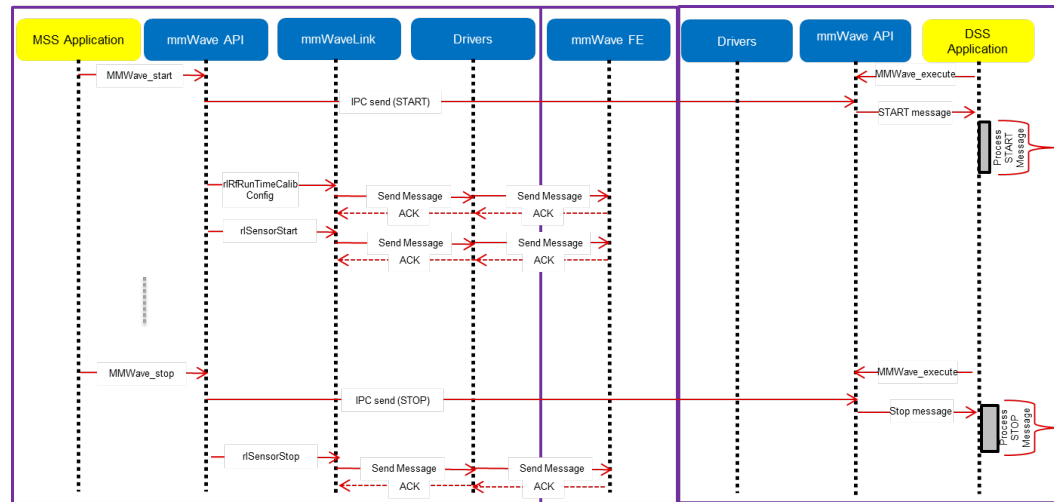 MSS Application
mmWave API
mmWaveLink
Drivers
mmWave FE
Drivers
mmWave API
DSS
Application
MMWave_start
MMWave_execute
IPC send (START)
START message
Process
START
Message
rlRfRunTimeCalib
Config
Send Message
Send Message
ACK
ACK
rlSensorStart
Send Message
Send Message
ACK
ACK
MMWave_stop
MMWave_execute
IPC send (STOP)
Stop message
Process
STOP
Message
rlSensorStop
Send Message
Send Message
ACK
ACK